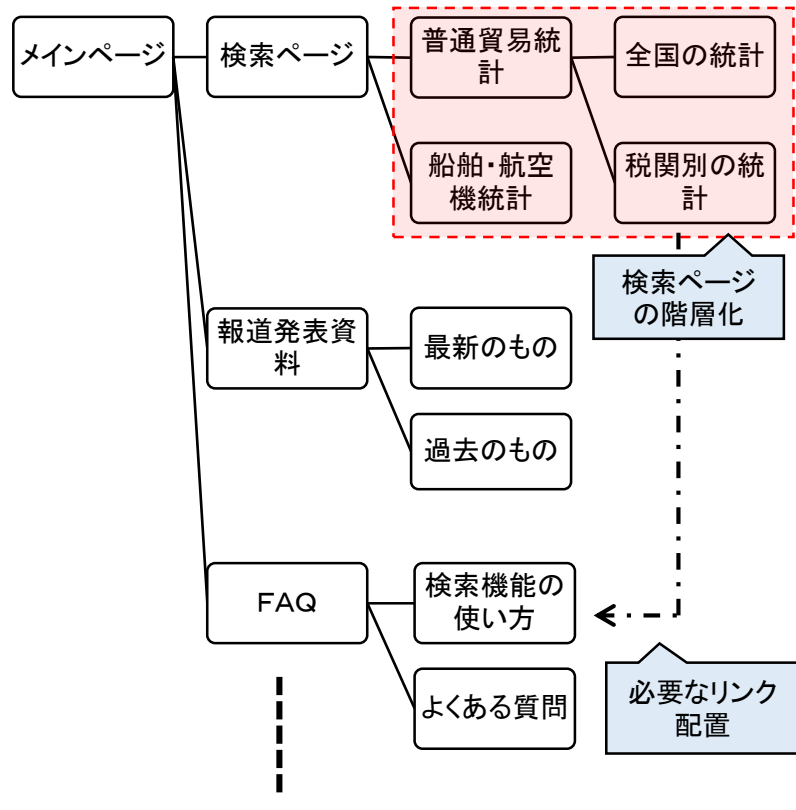 メインページ
検索ページ
普通貿易統
計
全国の統計
船舶・航空
機統計
税関別の統
計
検索ページ
の階層化
報道発表資
料
最新のもの
過去のもの
FAQ
検索機能の
使い方
よくある質問
必要なリンク
配置